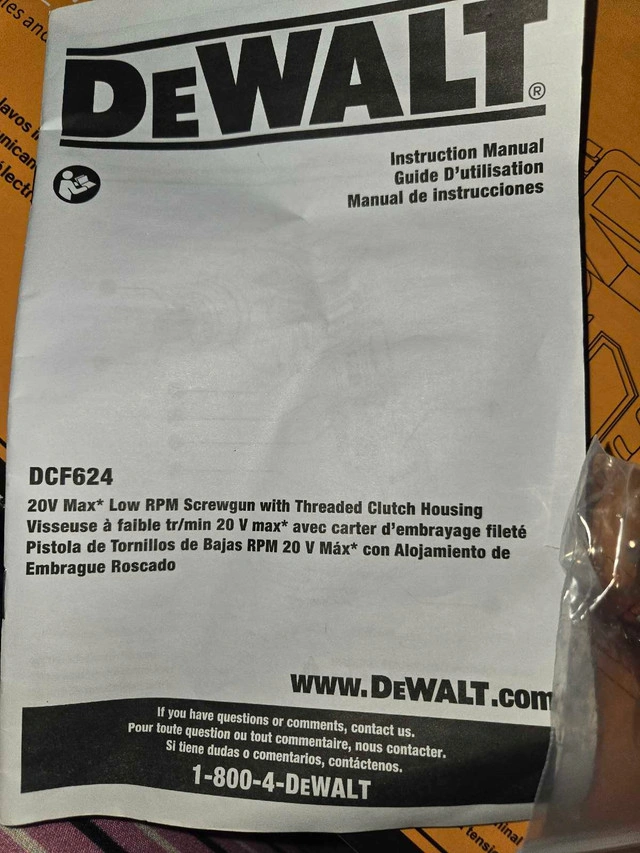 DEWALT®
Instruction Manual
Guide D'utilisation
Manual de instrucciones
DCF624
20V Max* Low RPM Screwgun with Threaded Clutch Housing
Visseuse à faible tr/min 20 V max* avec carter d'embrayage fileté
Pistola de Tornillos de Bajas RPM 20 V Máx* con Alojamiento de
Embrague Roscado
www.DEWALT.com
If you have questions or comments, contact us.
Pour toute question ou tout commentaire, nous contacter.
Si tiene dudas o comentarios, contáctenos.
1-800-4-DEWALT